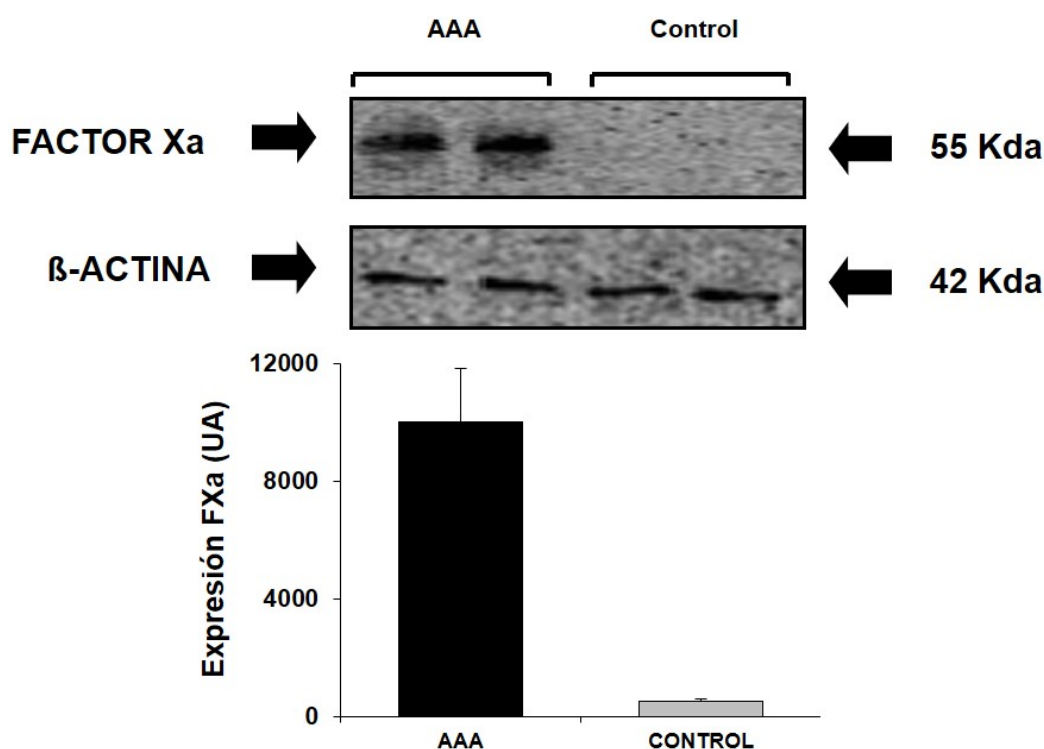 AAA Control
FACTOR Xa 55 Kda
ß-ACTINA 42 Kda
Expresión FXa (UA)
12000
8000
4000
0
AAA CONTROL